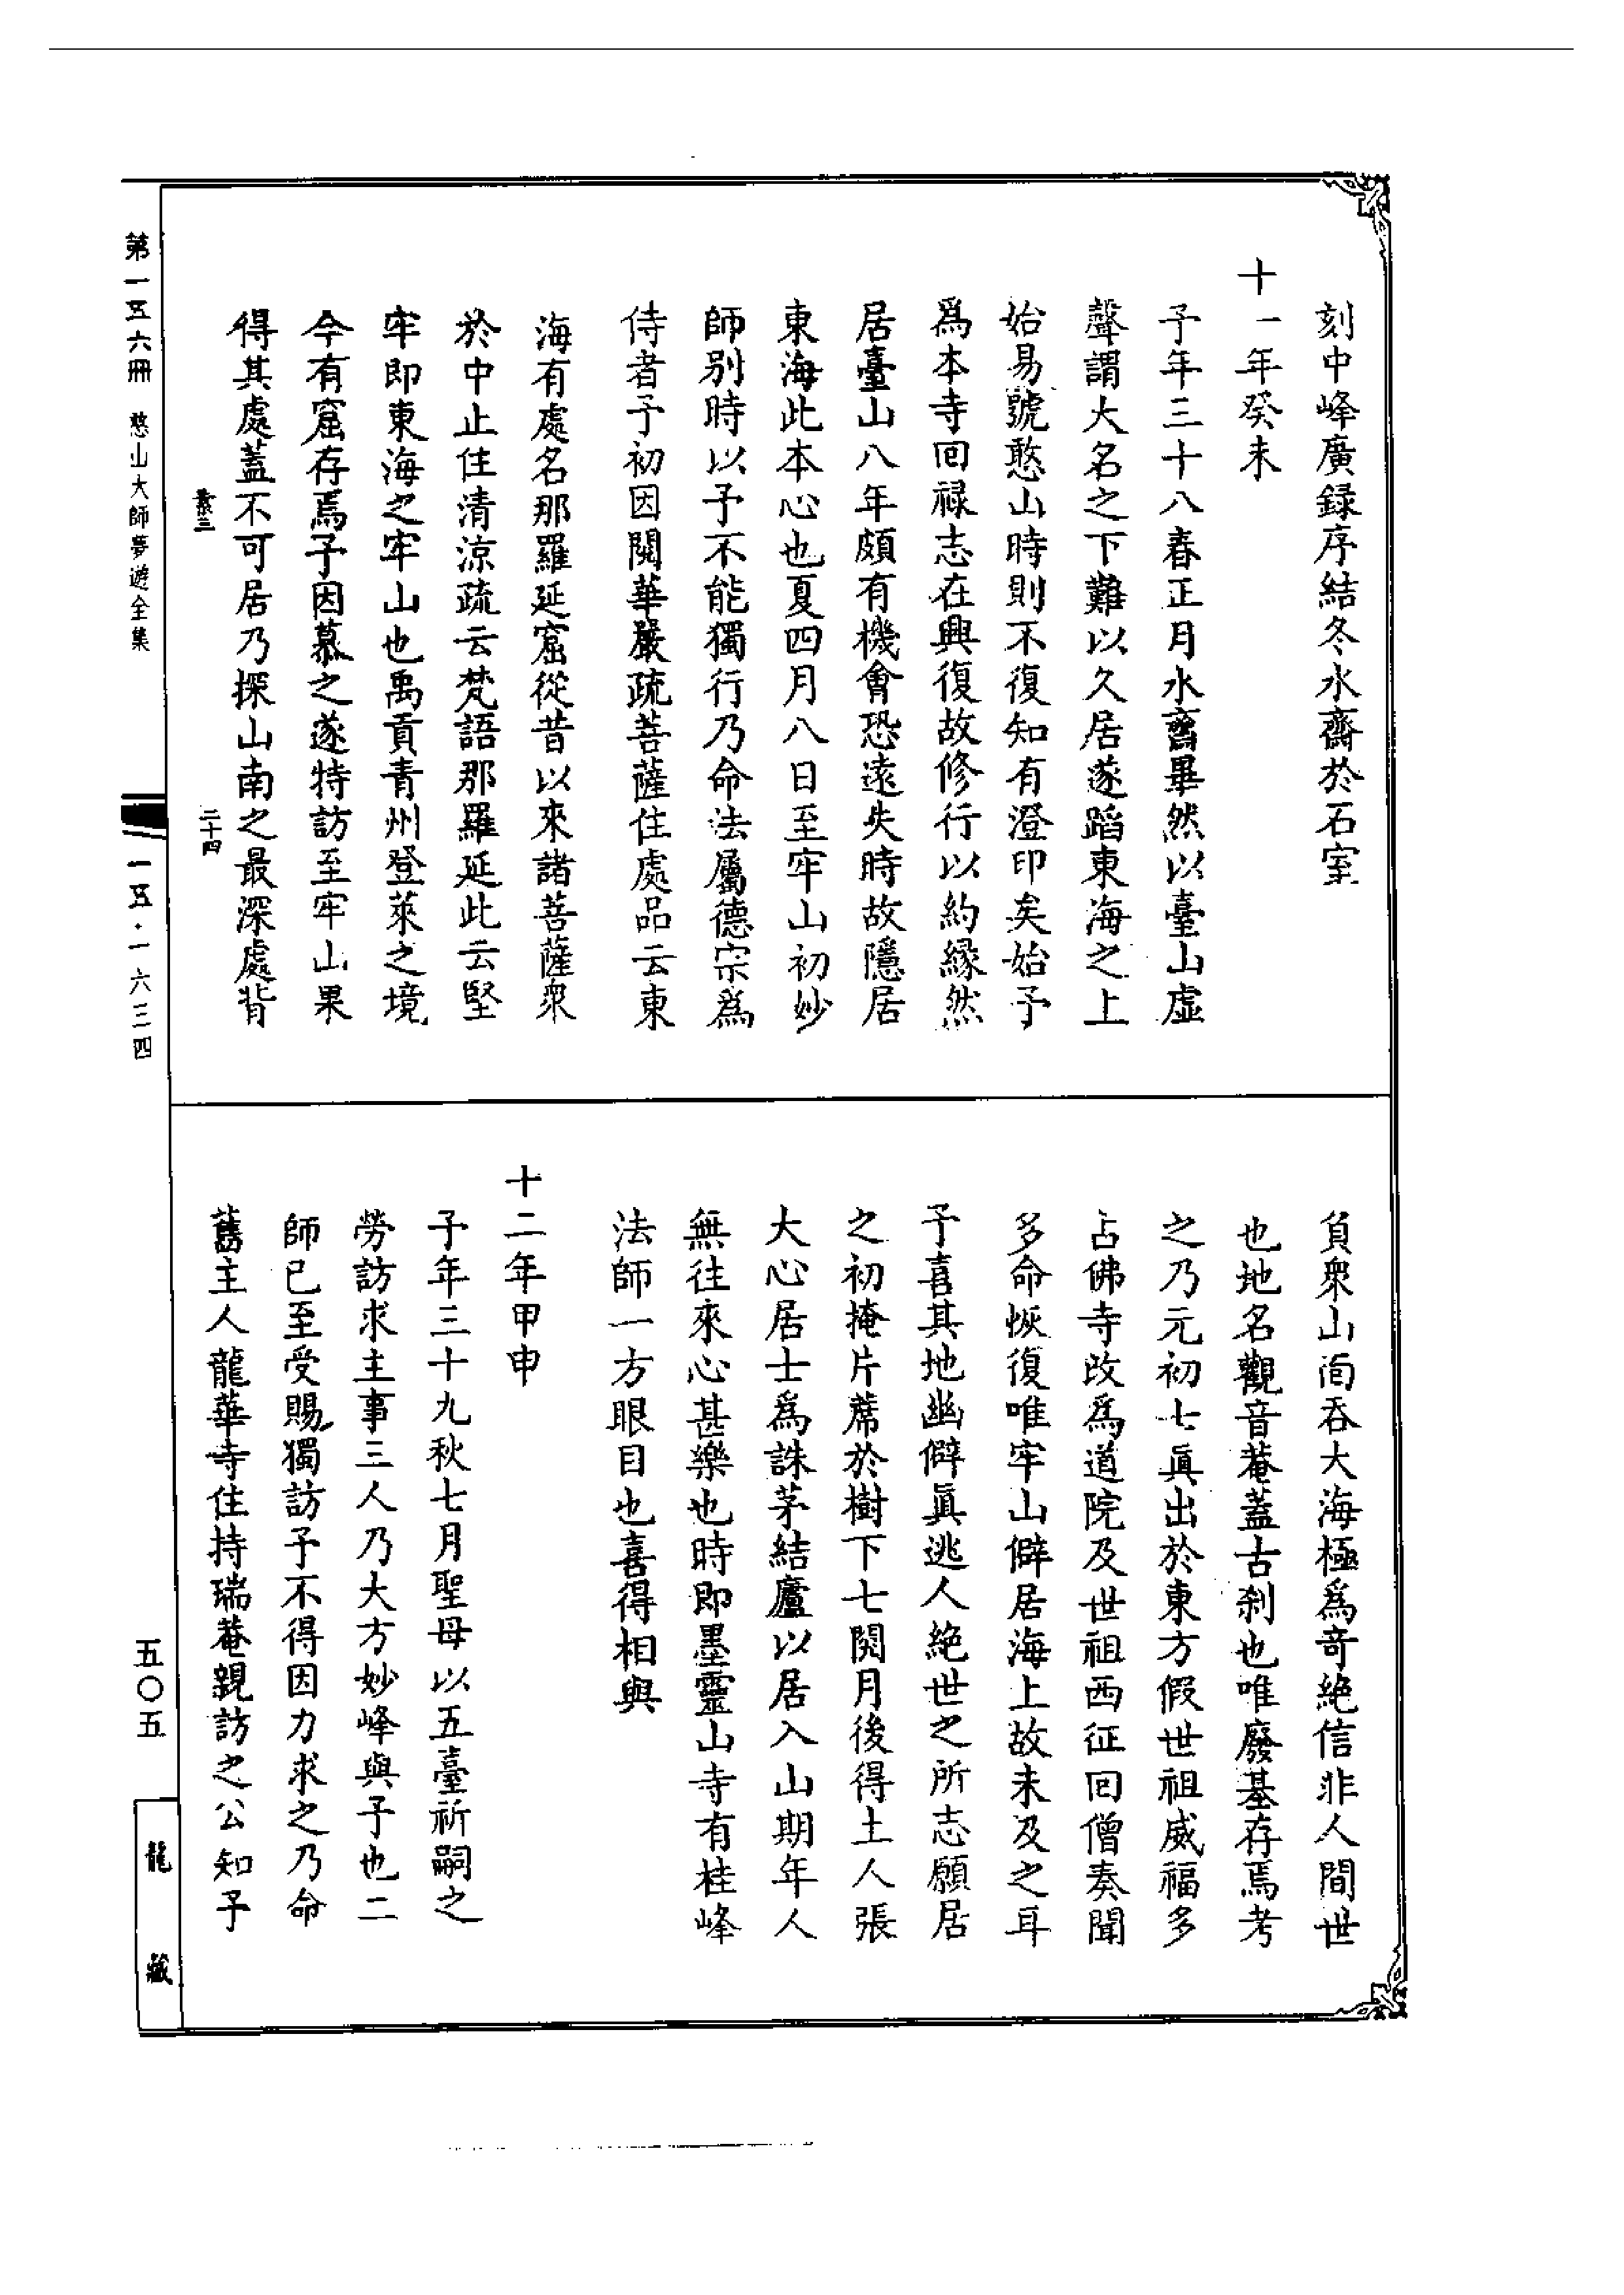 刻中峰廣録序結冬水齋於石室
十一年癸未
予年三十八春正月水齋畢然以臺山虛
聲謂大名之下難以久居遂蹈東海之上
始易號憨山時則不復知有澄印矣始予
爲本寺回禄志在興復故修行以約緣然
居臺山八年頗有機會恐遠失時故隱居
東海此本心也夏四月八日至牢山初妙
師别時以予不能獨行乃命法屬德宗爲
侍者予初因閱華嚴疏菩薩住處品云東
海有處名那羅延窟從昔以來諸菩薩衆
於中止住清涼疏云梵語那羅延此云堅
牢即東海之牢山也禹貢青州登萊之境
今有窟存焉予因慕之遂特訪至牢山果
得其處蓋不可居乃探山南之最深處背
負衆山面吞大海極爲奇絶信非人間世
也地名觀音菴蓋古刹也唯廢基存焉考
之乃元初七眞出於東方假世祖威福多
占佛寺改爲道院及世祖西征回僧奏聞
多命恢復唯牢山僻居海上故未及之耳
予喜其地幽僻眞逃人絶世之所志願居
之初掩片蓆於樹下七閱月後得土人張
大心居士爲誅茅結廬以居入山期年人
無往來心甚樂也時即墨靈山寺有桂峰
法師一方眼目也喜得相與
十二年甲申
予年三十九秋七月聖母以五臺祈嗣之
勞訪求主事三人乃大方妙峰與予也二
師已至受賜獨訪予不得因力求之乃命
舊主人龍華寺住持瑞菴親訪之公知予
第一五六冊 憨山大師夢遊全集
二十四
一五·一六三四
五〇五
龍藏